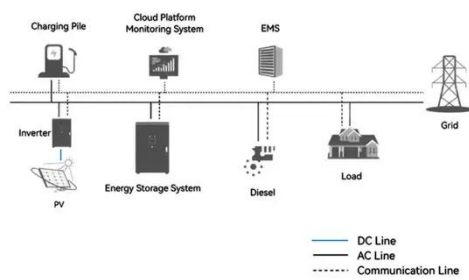 Charging Pile
Cloud Platform
Monitoring System
EMS
Grid
Inverter
PV
Energy Storage System
Diesel
Load
DC Line
AC Line
Communication Line